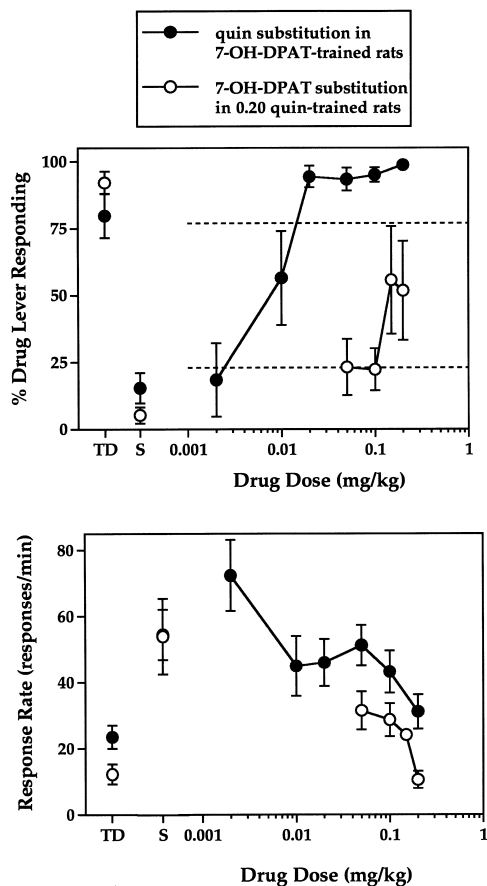 quin substitution in
7-OH-DPAT-trained rats
7-OH-DPAT substitution
in 0.20 quin-trained rats
% Drug Lever Responding
100
75
50
25
0
TD S 0.001 0.01 0.1 1
Drug Dose (mg/kg)
Response Rate (responses/min)
80
60
40
20
0
TD S 0.001 0.01 0.1 1
Drug Dose (mg/kg)